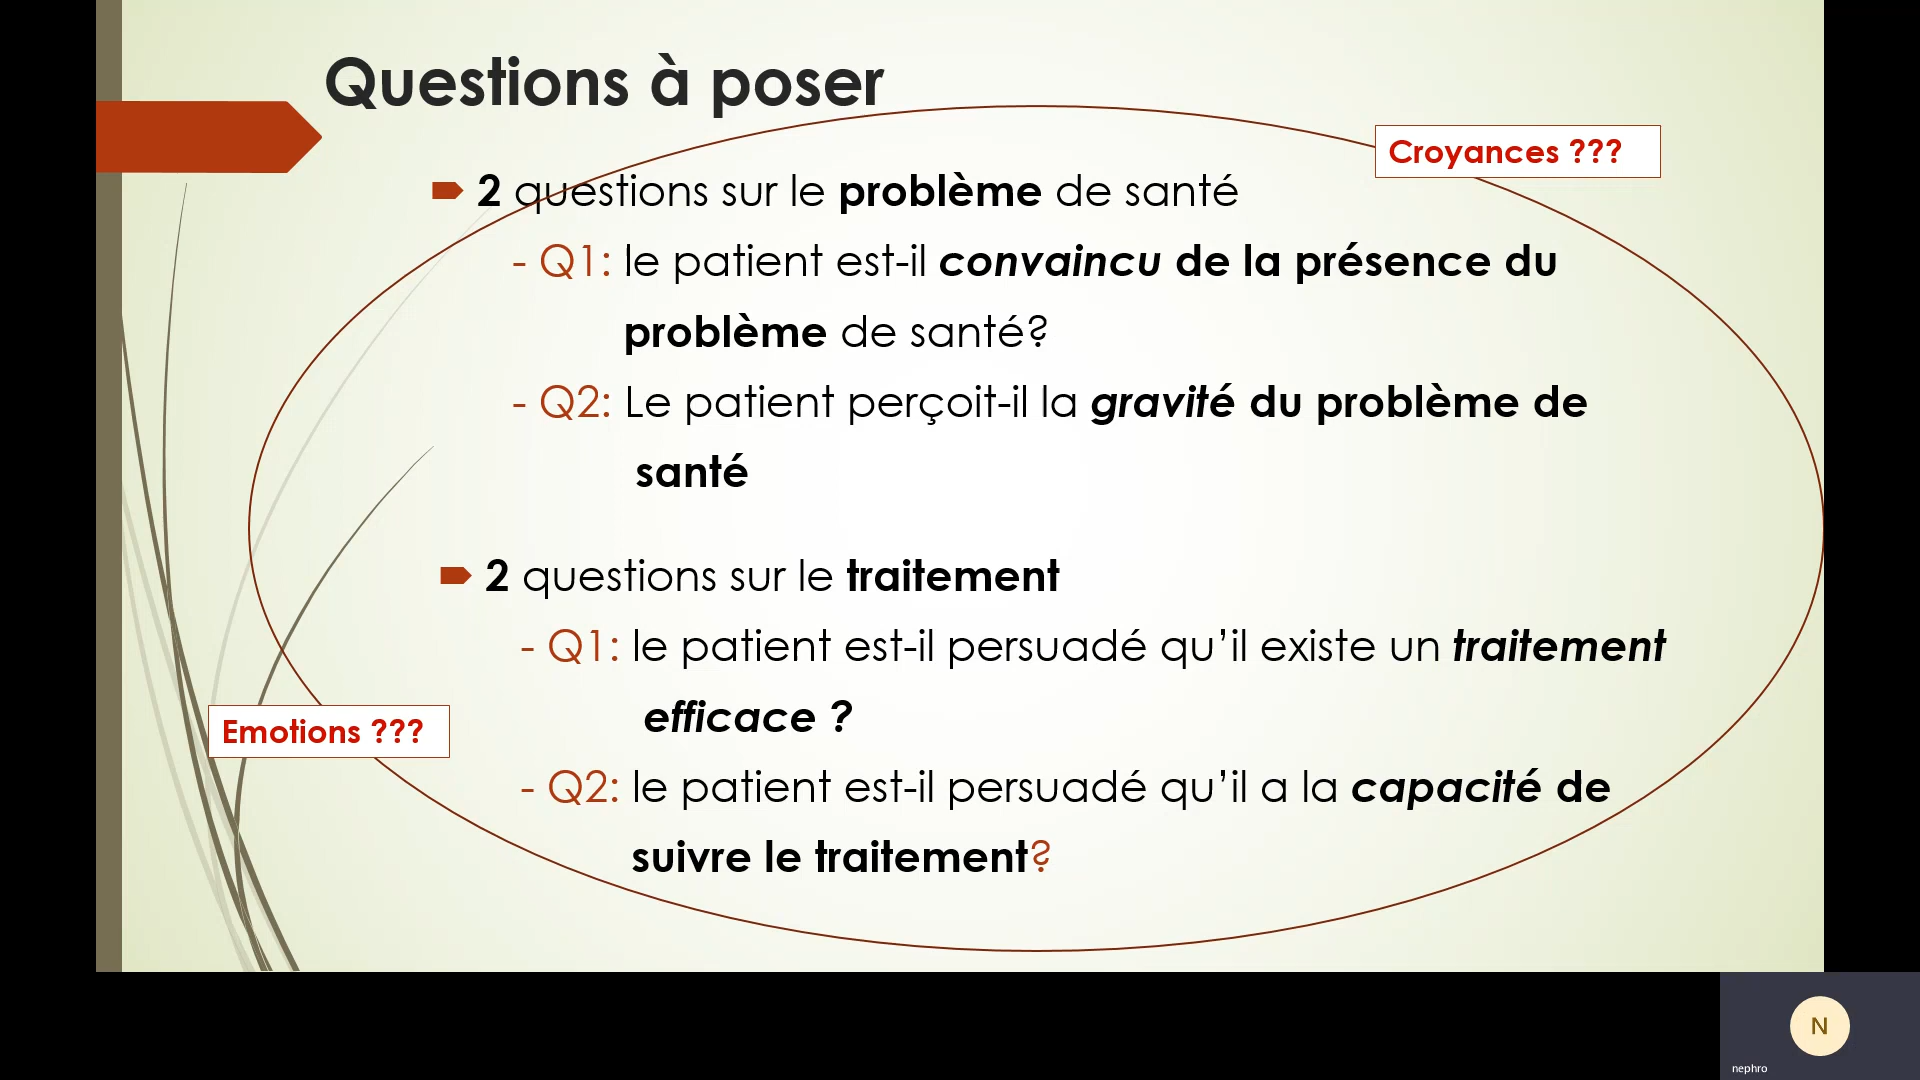 Questions à poser
Croyances ???
2 questions sur le problème de santé
- Q1: le patient est-il convaincu de la présence du
problème de santé?
- Q2: Le patient perçoit-il la gravité du problème de
santé
2 questions sur le traitement
- Q1: le patient est-il persuadé qu’il existe un traitement
efficace ?
Emotions ???
- Q2: le patient est-il persuadé qu’il a la capacité de
suivre le traitement?
N
nephro